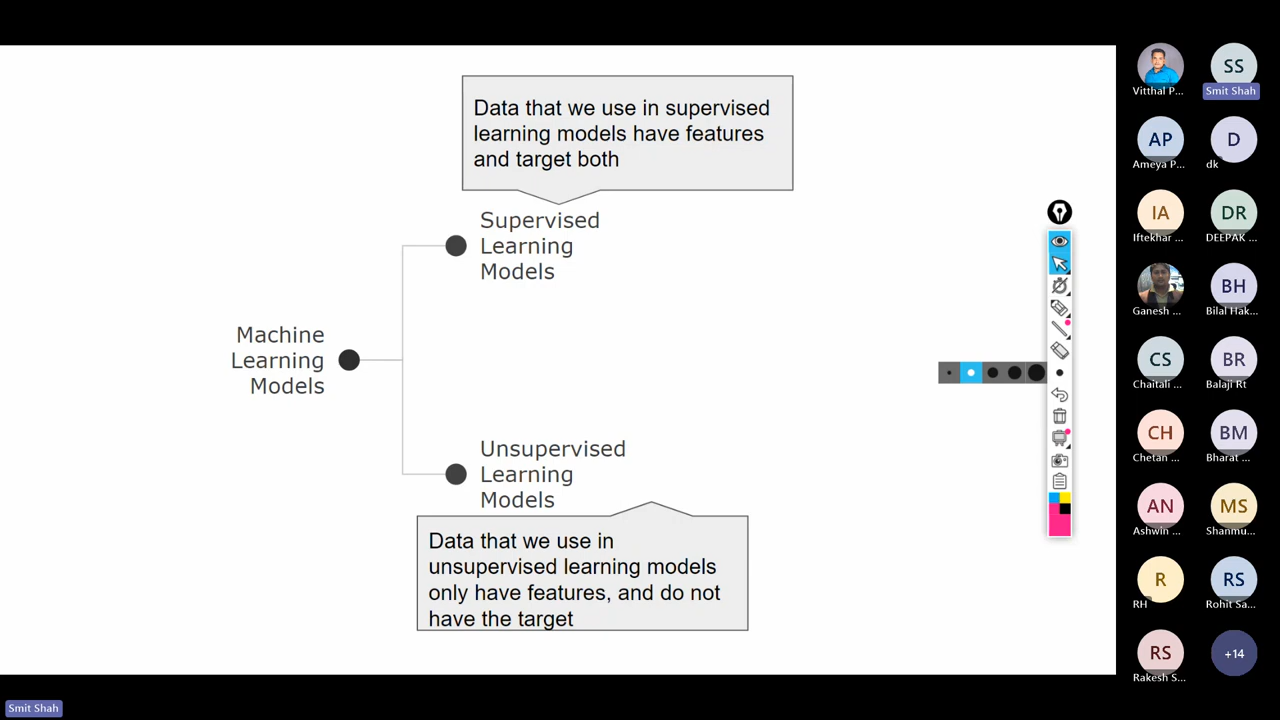 Data that we use in supervised
learning models have features
and target both
Supervised
Learning
Models
Machine
Learning
Models
Unsupervised
Learning
Models
Data that we use in
unsupervised learning models
only have features, and do not
have the target
Vitthal P...
SS
Smit Shah
AP
Ameya P...
D
dk
IA
Iftekhar ...
DR
DEEPAK ...
Ganesh ...
BH
Bilal Hak...
CS
Chaitali ...
BR
Balaji Rt
CH
Chetan ...
BM
Bharat ...
AN
Ashwin ...
MS
Shanmu...
R
RH
RS
Rohit Sa...
RS
Rakesh S...
+14
Smit Shah